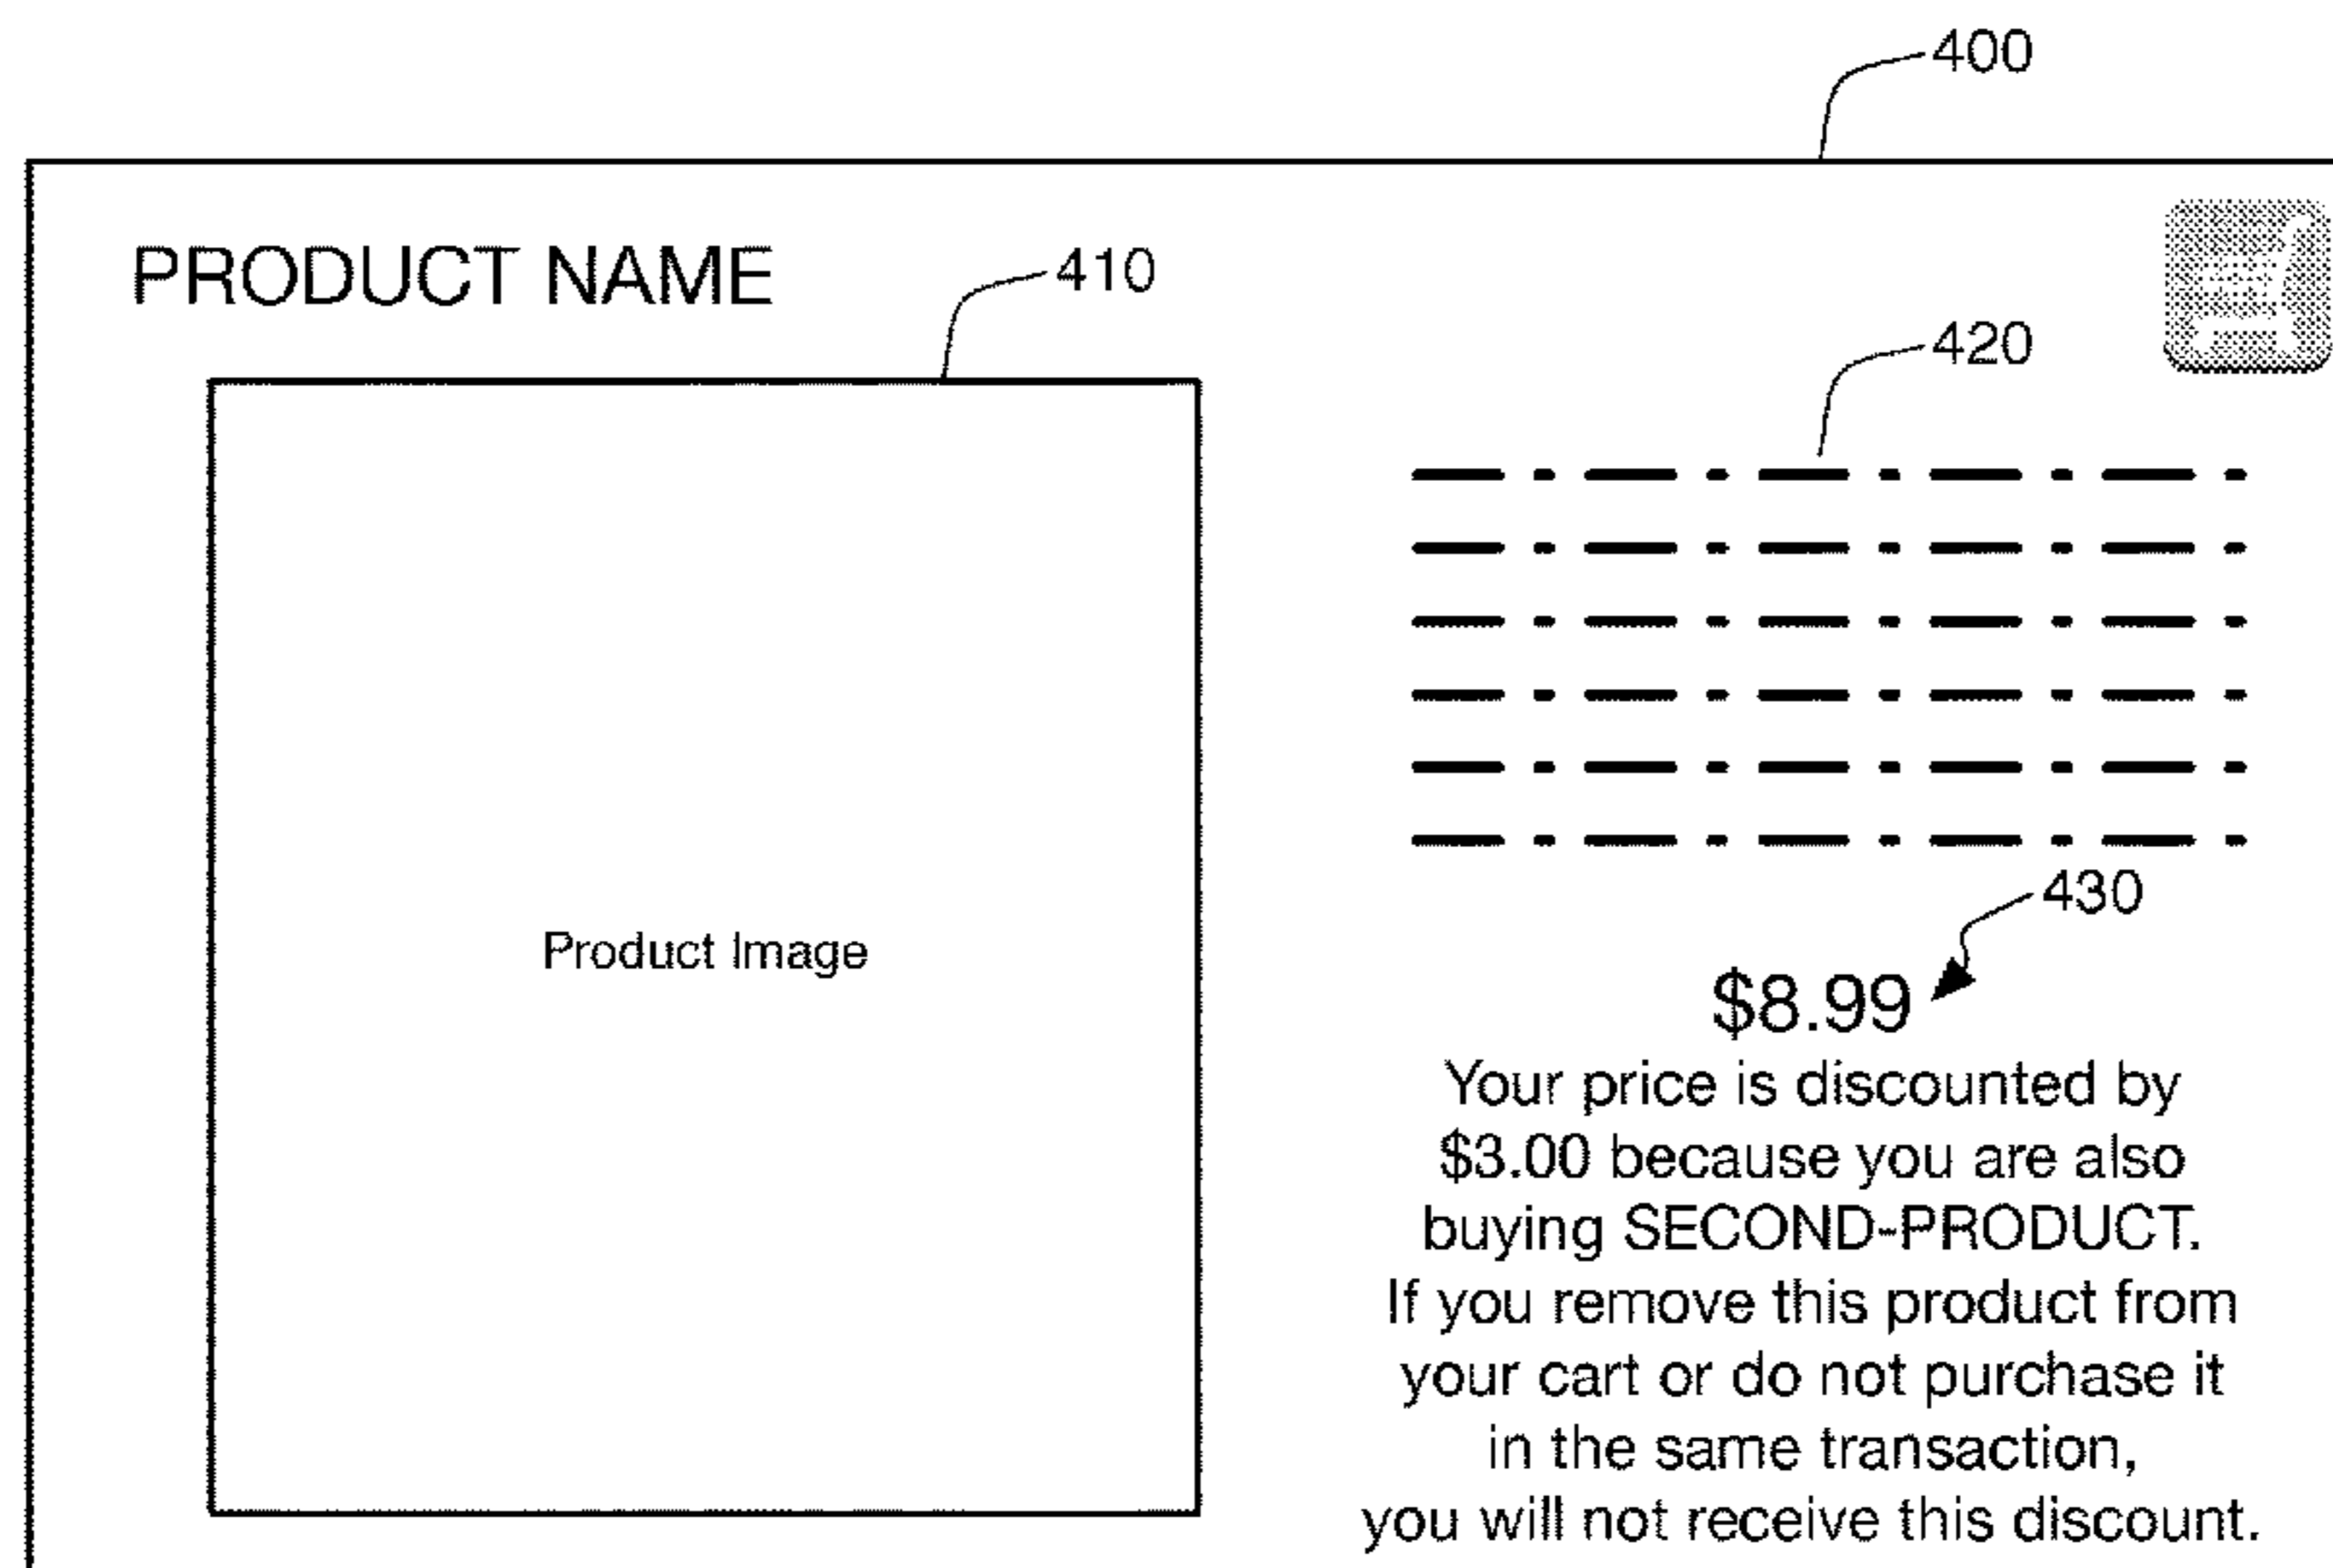 400
PRODUCT NAME
410
420
Product Image
430
$8.99
Your price is discounted by
$3.00 because you are also
buying SECOND-PRODUCT.
If you remove this product from
your cart or do not purchase it
in the same transaction,
you will not receive this discount.